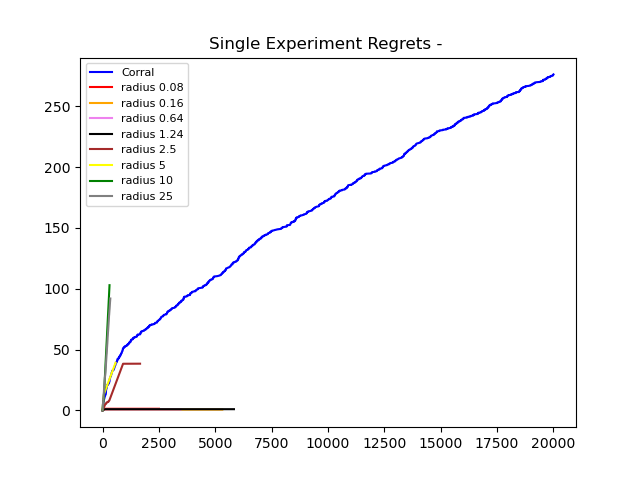 Single Experiment Regrets -
Corral
radius 0.08
radius 0.16
radius 0.64
radius 1.24
radius 2.5
radius 5
radius 10
radius 25
250
200
150
100
50
0
0 2500 5000 7500 10000 12500 15000 17500 20000